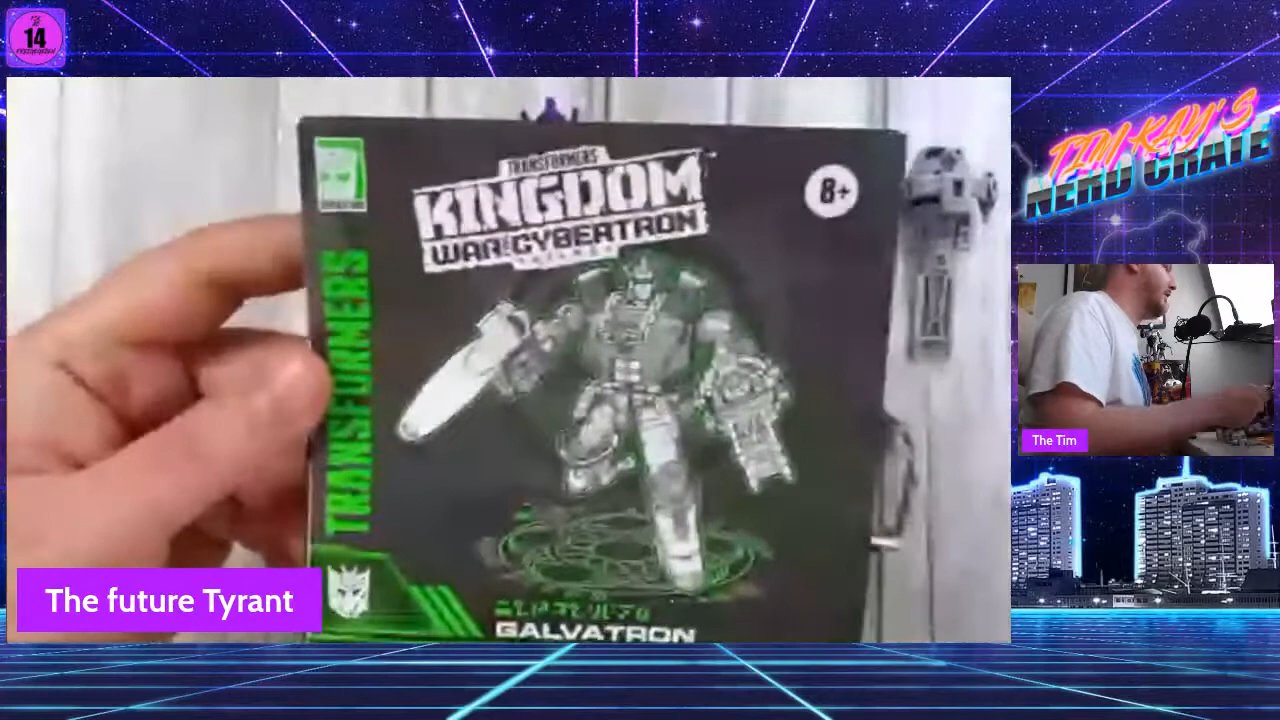 14
TRANSFORMERS
KINGDOM
WAR FOR CYBERTRON
8+
TRANSFORMERS
GALVATRON
The future Tyrant
TIM KAY'S
NERD CRATE
The Tim